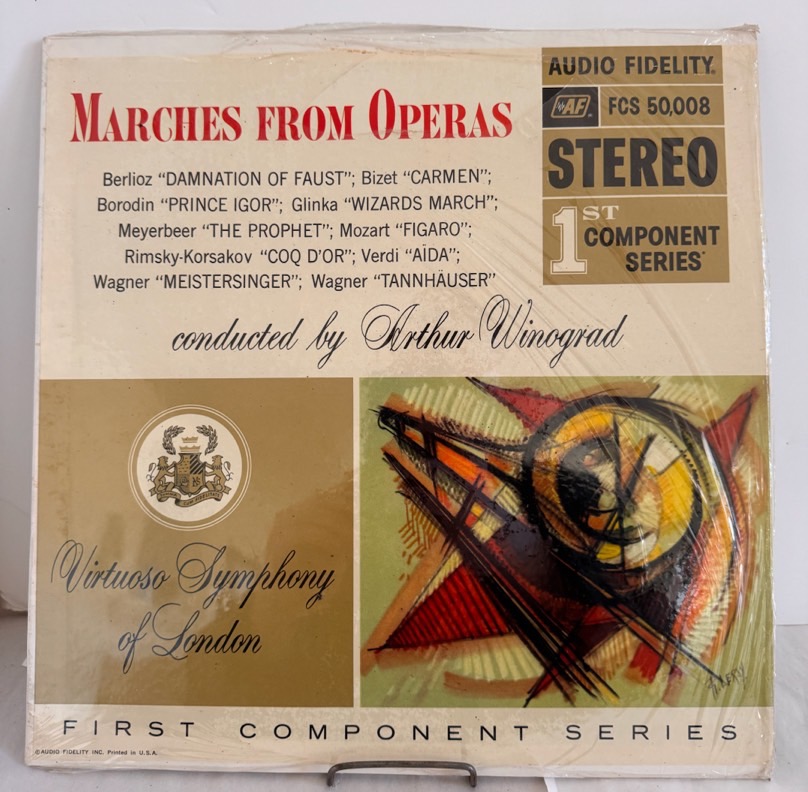 MARCHES FROM OPERAS
Berlioz “DAMNATION OF FAUST”; Bizet “CARMEN”;
Borodin “PRINCE IGOR”; Glinka “WIZARDS MARCH”;
Meyerbeer “THE PROPHET”; Mozart “FIGARO”;
Rimsky-Korsakov “COQ D’OR”; Verdi “AÏDA”;
Wagner “MEISTERSINGER”; Wagner “TANNHÄUSER”
AUDIO FIDELITY®
AF® FCS 50,008
STEREO
1ST
COMPONENT
SERIES
conducted by Arthur Winograd
Virtuoso Symphony
of London
FIRST COMPONENT SERIES
©AUDIO FIDELITY INC. Printed in U.S.A.